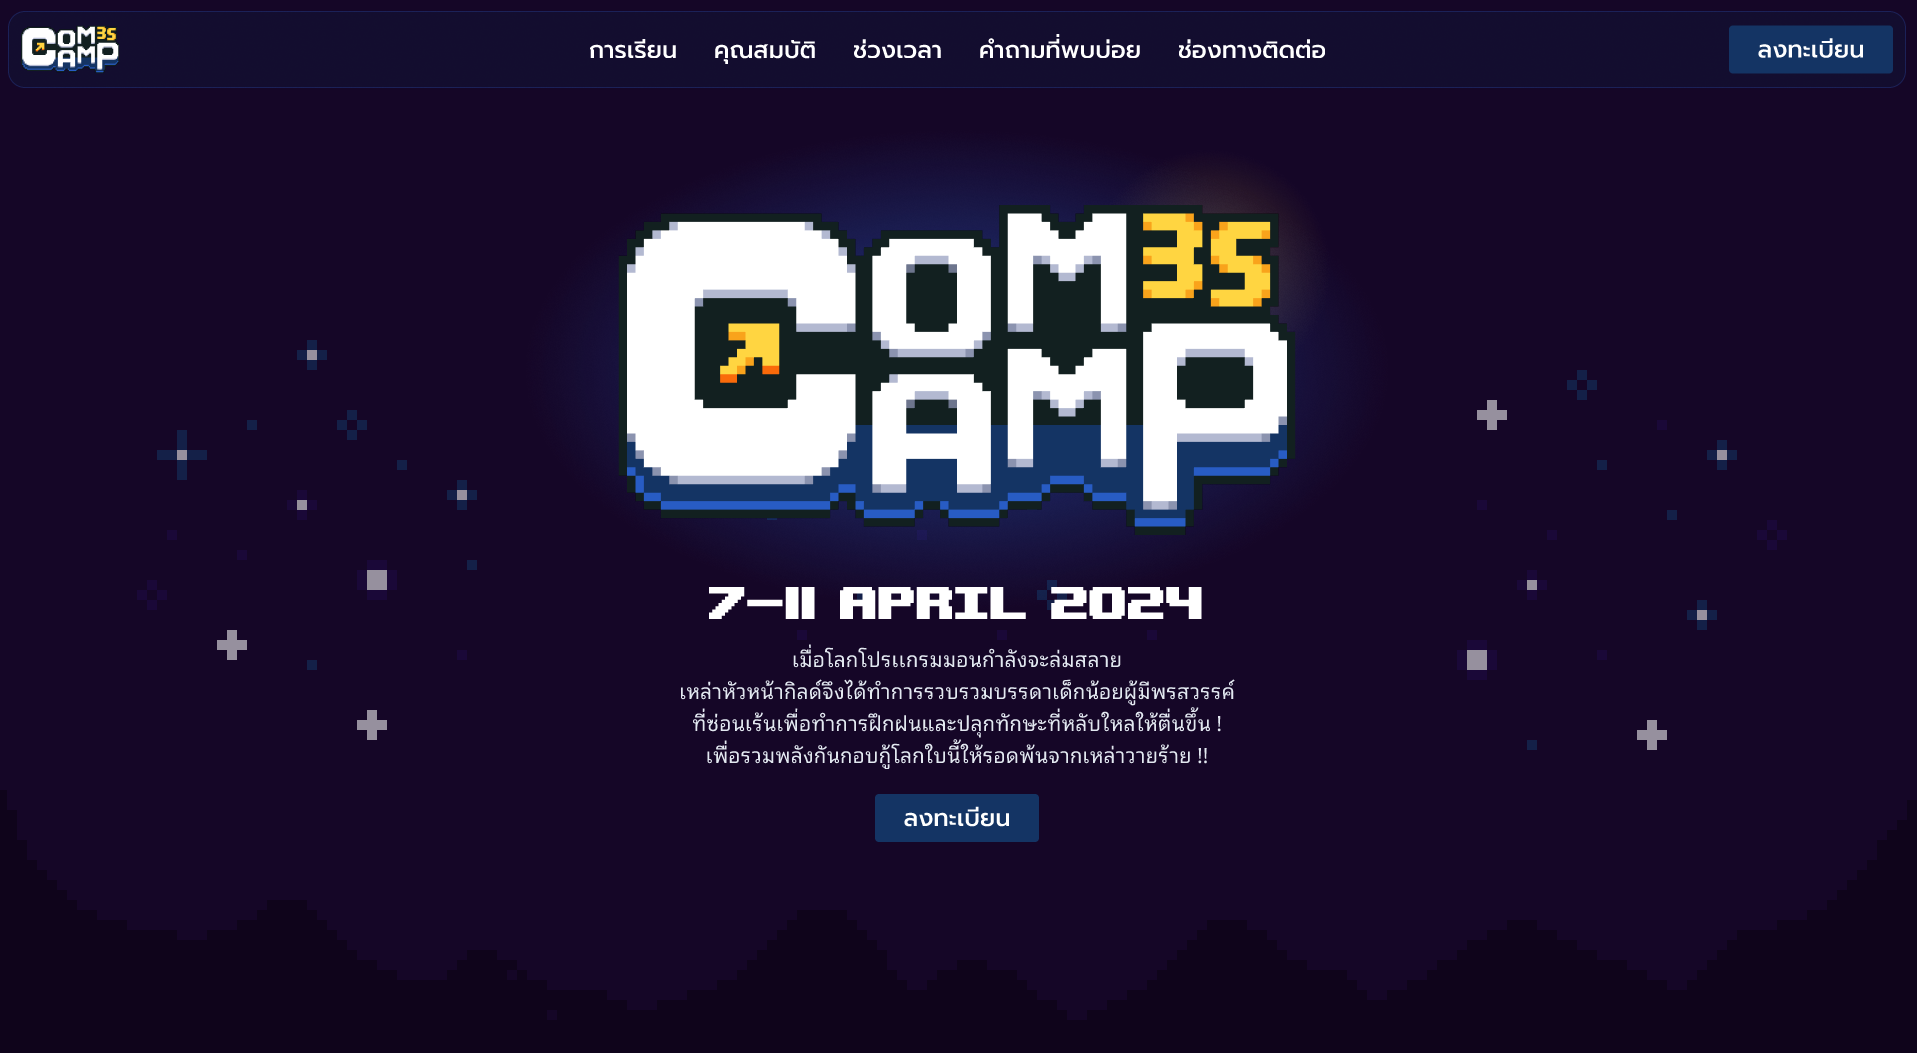 COM 35
CAMP
การเรียน คุณสมบัติ ช่วงเวลา คำถามที่พบบ่อย ช่องทางติดต่อ
ลงทะเบียน
COM 35
CAMP
7-11 APRIL 2024
เมื่อโลกโปรแกรมมอนกำลังจะล่มสลาย
เหล่าหัวหน้ากิลด์จึงได้ทำการรวบรวมบรรดาเด็กน้อยผู้มีพรสวรรค์
ที่ซ่อนเร้นเพื่อทำการฝึกฝนและปลุกทักษะที่หลับใหลให้ตื่นขึ้น !
เพื่อรวมพลังกันกอบกู้โลกใบนี้ให้รอดพ้นจากเหล่าวายร้าย !!
ลงทะเบียน